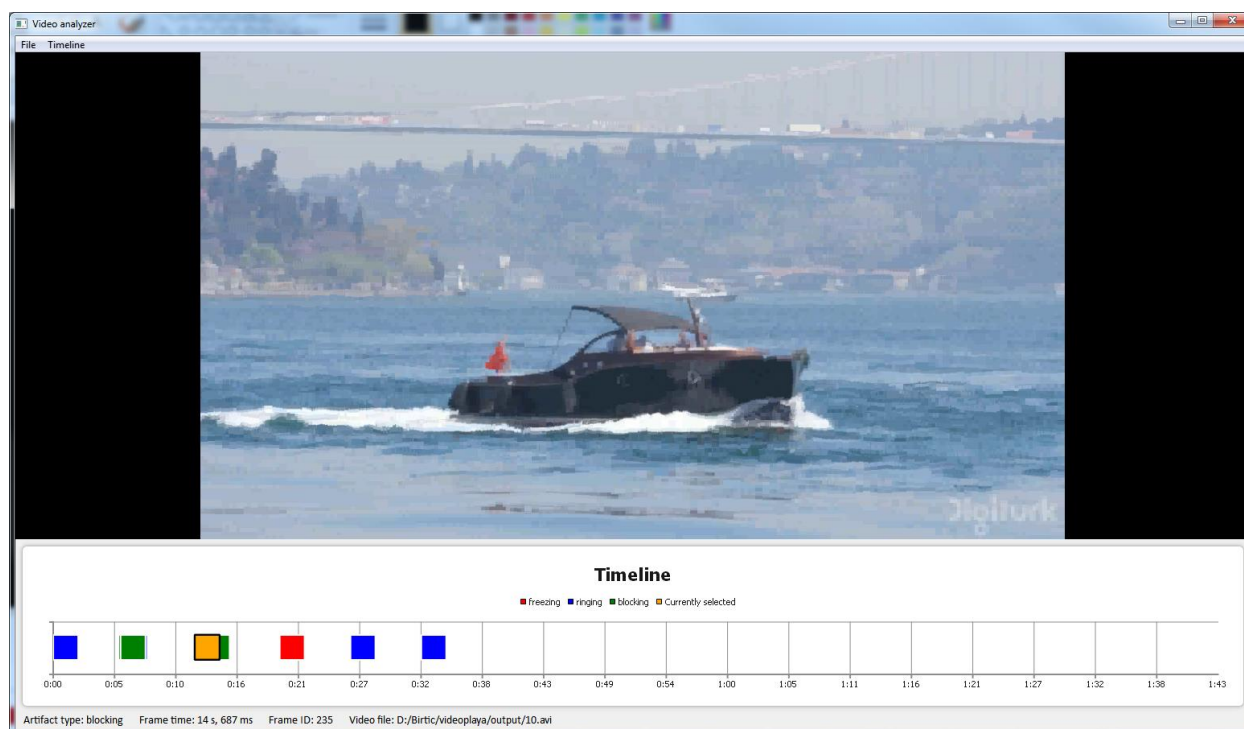 Video analyzer
File Timeline
Jigiturk
Timeline
freezing ringing blocking Currently selected
0:00 0:05 0:10 0:16 0:21 0:27 0:32 0:38 0:43 0:49 0:54 1:00 1:05 1:11 1:16 1:21 1:27 1:32 1:38 1:43
Artifact type: blocking Frame time: 14 s, 687 ms Frame ID: 235 Video file: D:/Birtic/videoplaya/output/10.avi